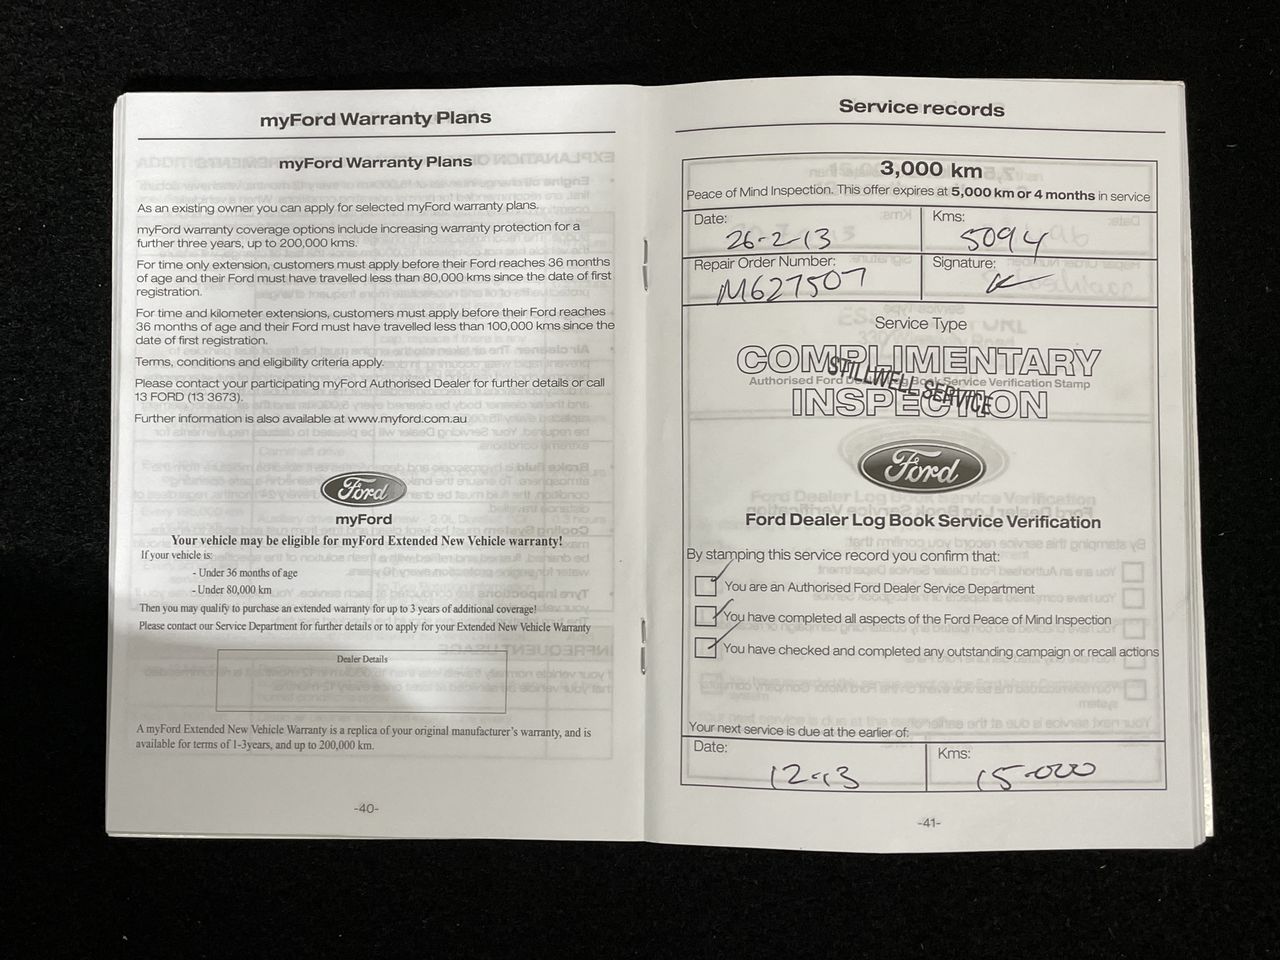 myFord Warranty Plans
myFord Warranty Plans
As an existing owner you can apply for selected myFord warranty plans.
myFord warranty coverage options include increasing warranty protection for a
further three years, up to 200,000 kms.
For time only extension, customers must apply before their Ford reaches 36 months
of age and their Ford must have travelled less than 80,000 kms since the date of first
registration.
For time and kilometer extensions, customers must apply before their Ford reaches
36 months of age and their Ford must have travelled less than 100,000 kms since the
date of first registration.
Terms, conditions and eligibility criteria apply.
Please contact your participating myFord Authorised Dealer for further details or call
13 FORD (13 3673).
Further information is also available at www.myford.com.au
Ford
myFord
Your vehicle may be eligible for myFord Extended New Vehicle warranty!
If your vehicle is:
- Under 36 months of age
- Under 80,000 km
Then you may qualify to purchase an extended warranty for up to 3 years of additional coverage!
Please contact our Service Department for further details or to apply for your Extended New Vehicle Warranty
Dealer Details
A myFord Extended New Vehicle Warranty is a replica of your original manufacturer's warranty, and is
available for terms of 1-3years, and up to 200,000 km.
-40-
Service records
3,000 km
Peace of Mind Inspection. This offer expires at 5,000 km or 4 months in service
Date: 26-2-13
Kms: 5094
Repair Order Number: M627507
Signature:
Service Type
COMPLIMENTARY
Authorised Ford Dealer Log Book Service Verification Stamp
STILLWELL SERVICE
INSPECTION
Ford
Ford Dealer Log Book Service Verification
By stamping this service record you confirm that:
You are an Authorised Ford Dealer Service Department
You have completed all aspects of the Ford Peace of Mind Inspection
You have checked and completed any outstanding campaign or recall actions
Your next service is due at the earlier of:
Date: 12-13
Kms: 15-000
-41-